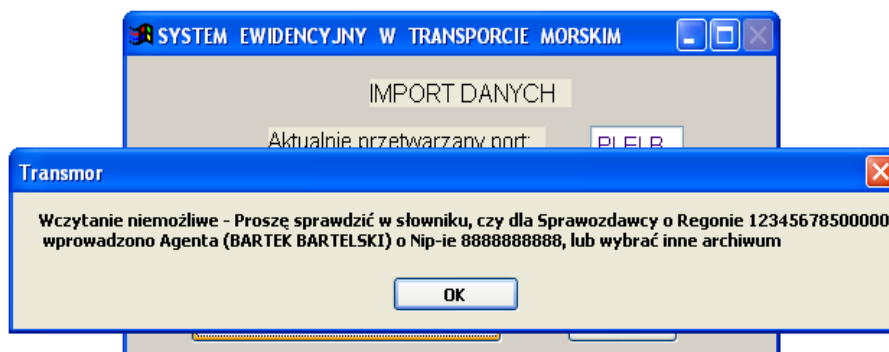 SYSTEM EWIDENCYJNY W TRANSPORCIE MORSKIM
IMPORT DANYCH
Aktualnie przetwarzany port: PLELB
Transmor
Wczytanie niemożliwe - Proszę sprawdzić w słowniku, czy dla Sprawozdawcy o Regonie 12345678500000
wprowadzono Agenta (BARTEK BARTELSKI) o Nip-ie 8888888888, lub wybrać inne archiwum
OK